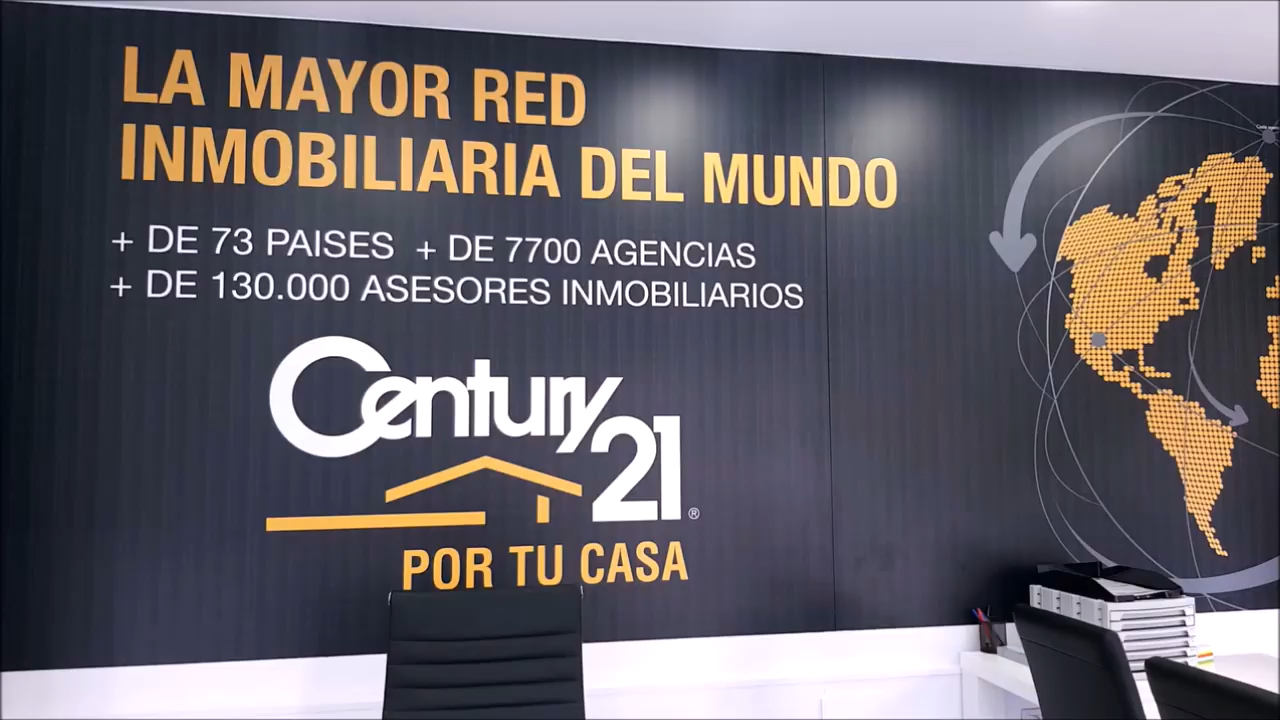 LA MAYOR RED
INMOBILIARIA DEL MUNDO
+ DE 73 PAISES + DE 7700 AGENCIAS
+ DE 130.000 ASESORES INMOBILIARIOS
Century
21®
POR TU CASA